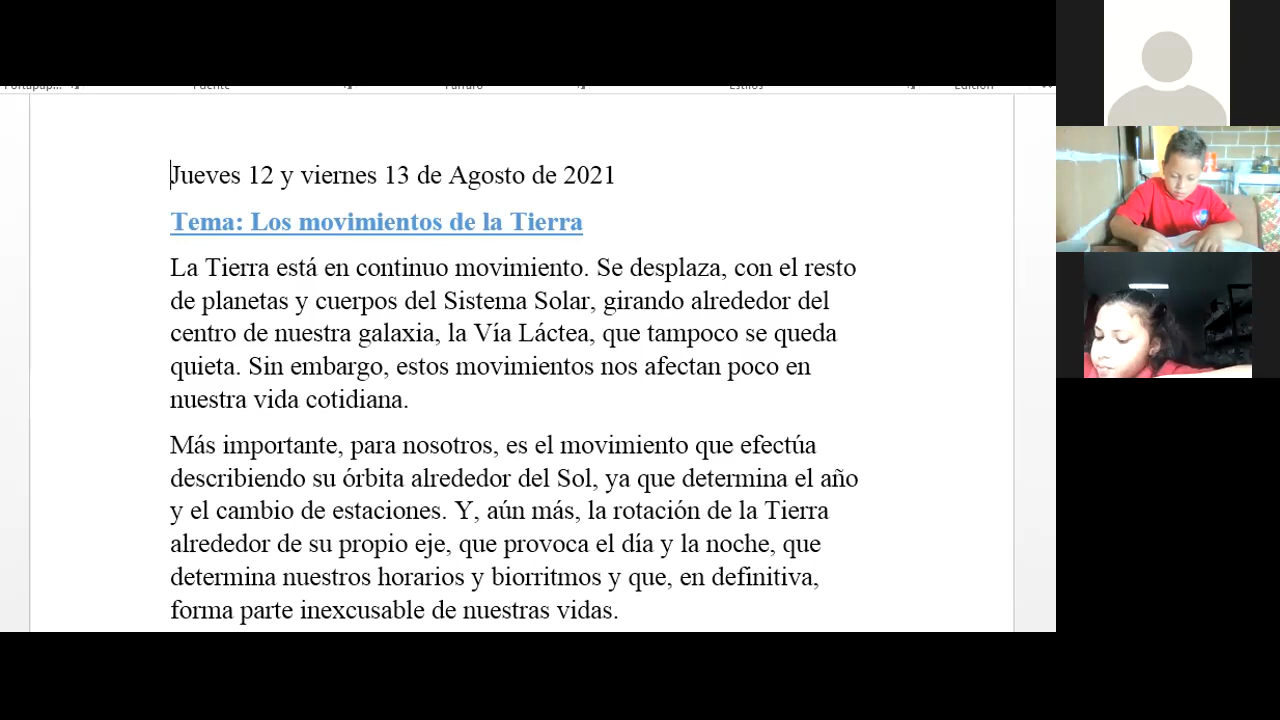 Jueves 12 y viernes 13 de Agosto de 2021
Tema: Los movimientos de la Tierra
La Tierra está en continuo movimiento. Se desplaza, con el resto
de planetas y cuerpos del Sistema Solar, girando alrededor del
centro de nuestra galaxia, la Vía Láctea, que tampoco se queda
quieta. Sin embargo, estos movimientos nos afectan poco en
nuestra vida cotidiana.
Más importante, para nosotros, es el movimiento que efectúa
describiendo su órbita alrededor del Sol, ya que determina el año
y el cambio de estaciones. Y, aún más, la rotación de la Tierra
alrededor de su propio eje, que provoca el día y la noche, que
determina nuestros horarios y biorritmos y que, en definitiva,
forma parte inexcusable de nuestras vidas.